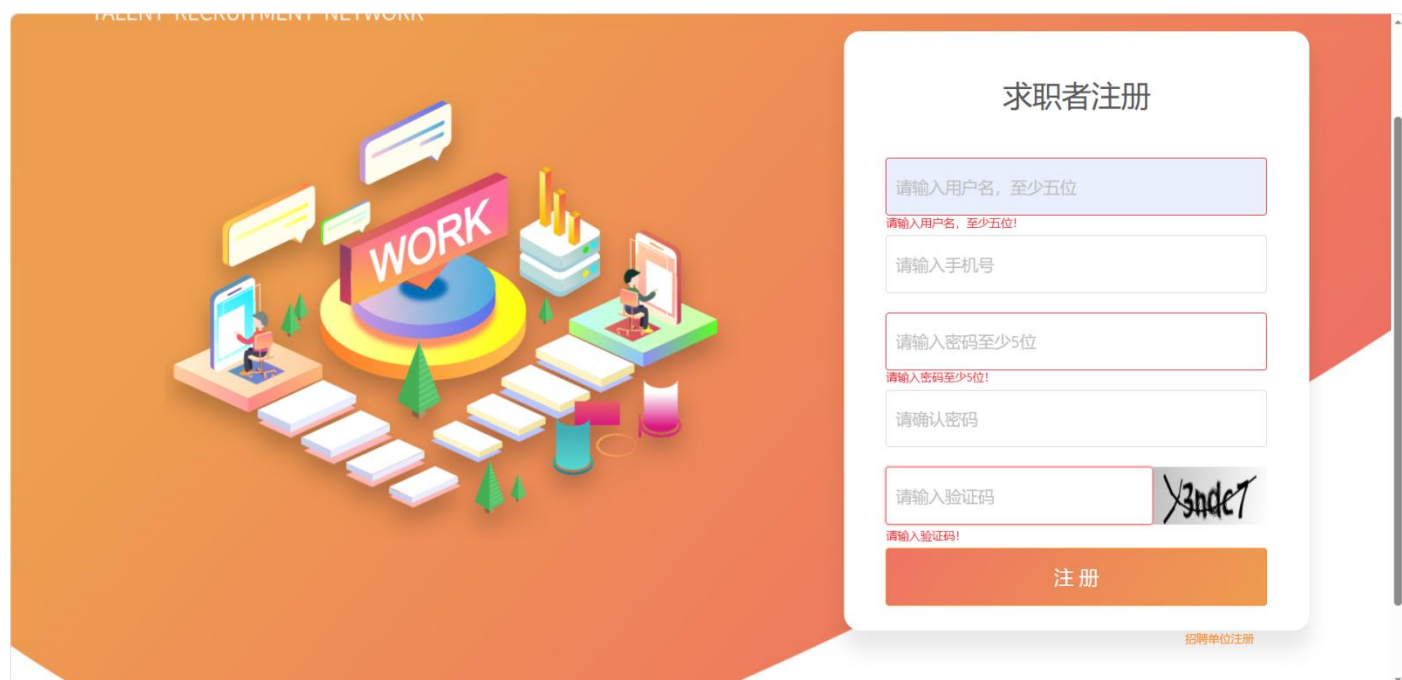 TALENT RECRUITMENT NETWORK
求职者注册
WORK
请输入用户名，至少五位
请输入用户名，至少五位！
请输入手机号
请输入密码至少5位
请输入密码至少5位！
请确认密码
请输入验证码
请输入验证码！
注 册
招聘单位注册